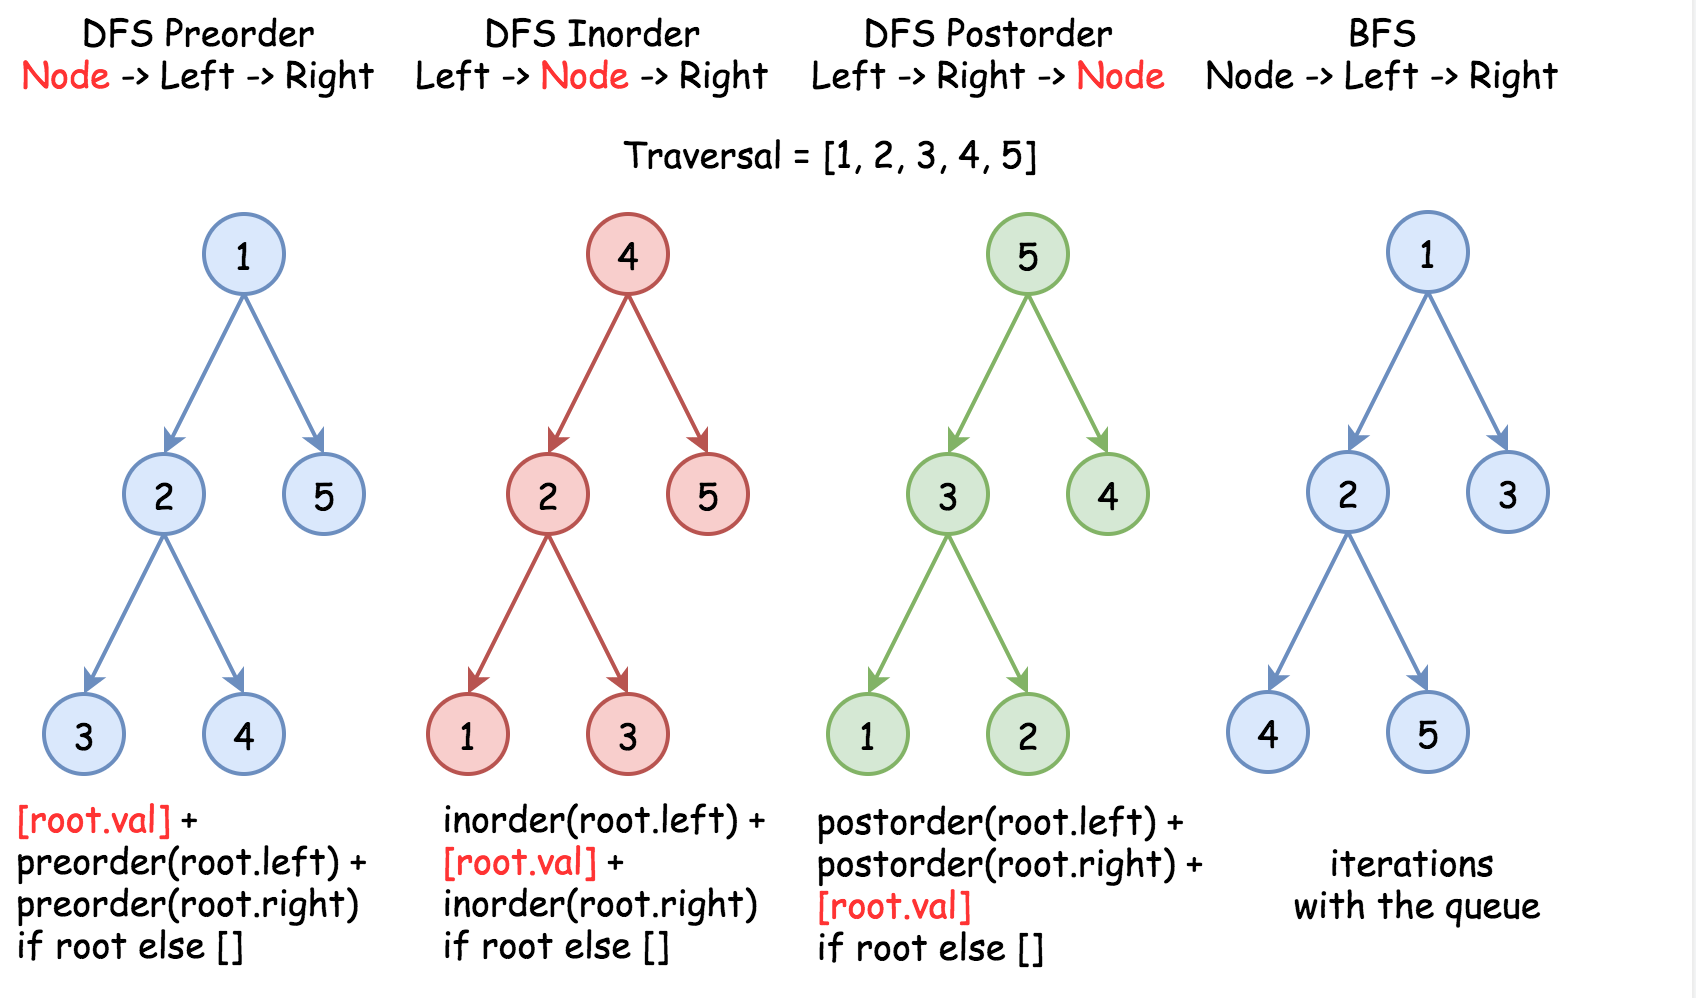 DFS Preorder
Node -> Left -> Right
DFS Inorder
Left -> Node -> Right
DFS Postorder
Left -> Right -> Node
BFS
Node -> Left -> Right
Traversal = [1, 2, 3, 4, 5]
1
2
5
3
4
[root.val] +
preorder(root.left) +
preorder(root.right)
if root else []
4
2
5
1
3
inorder(root.left) +
[root.val] +
inorder(root.right)
if root else []
5
3
4
1
2
postorder(root.left) +
postorder(root.right) +
[root.val]
if root else []
1
2
3
4
5
iterations
with the queue